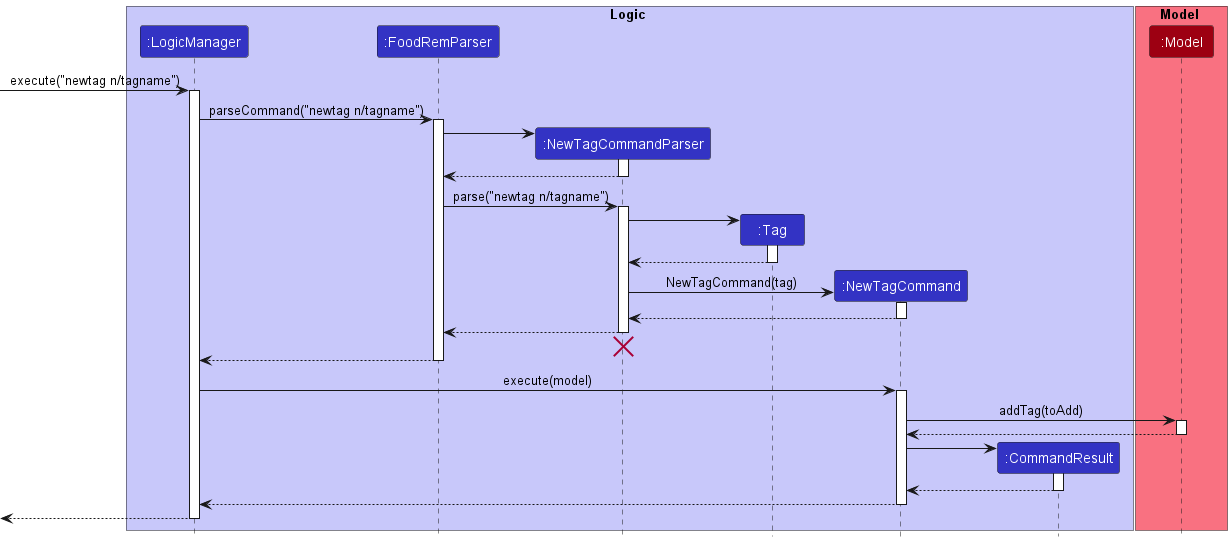 Logic
Model
:LogicManager
:FoodRemParser
:Model
execute("newtag n/tagname")
parseCommand("newtag n/tagname")
:NewTagCommandParser
parse("newtag n/tagname")
:Tag
NewTagCommand(tag)
:NewTagCommand
execute(model)
addTag(toAdd)
:CommandResult